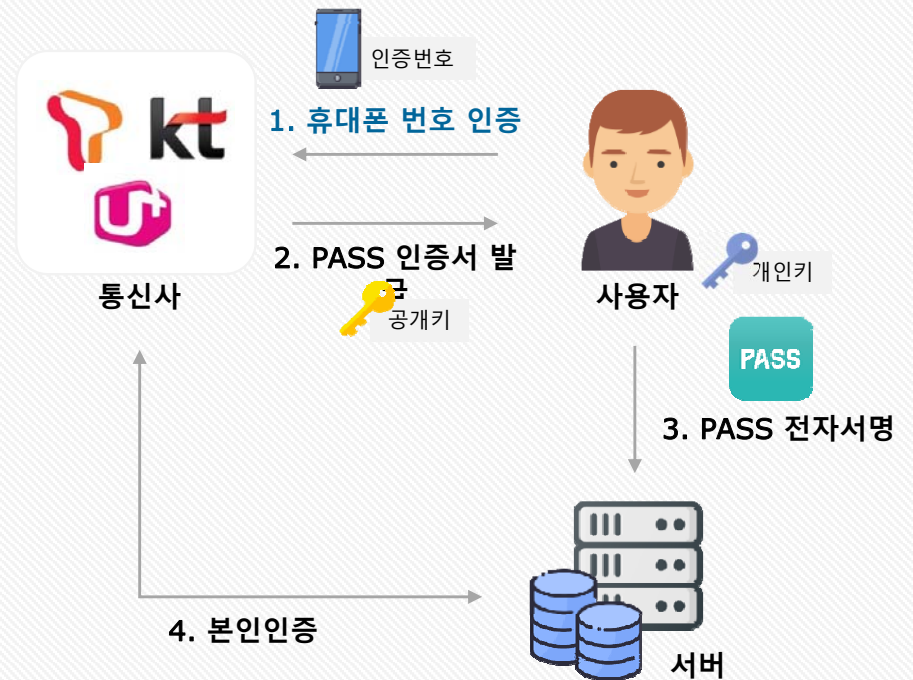 인증번호
1. 휴대폰 번호 인증
kt
U+
2. PASS 인증서 발
급
공개키
통신사
사용자
개인키
PASS
3. PASS 전자서명
4. 본인인증
서버